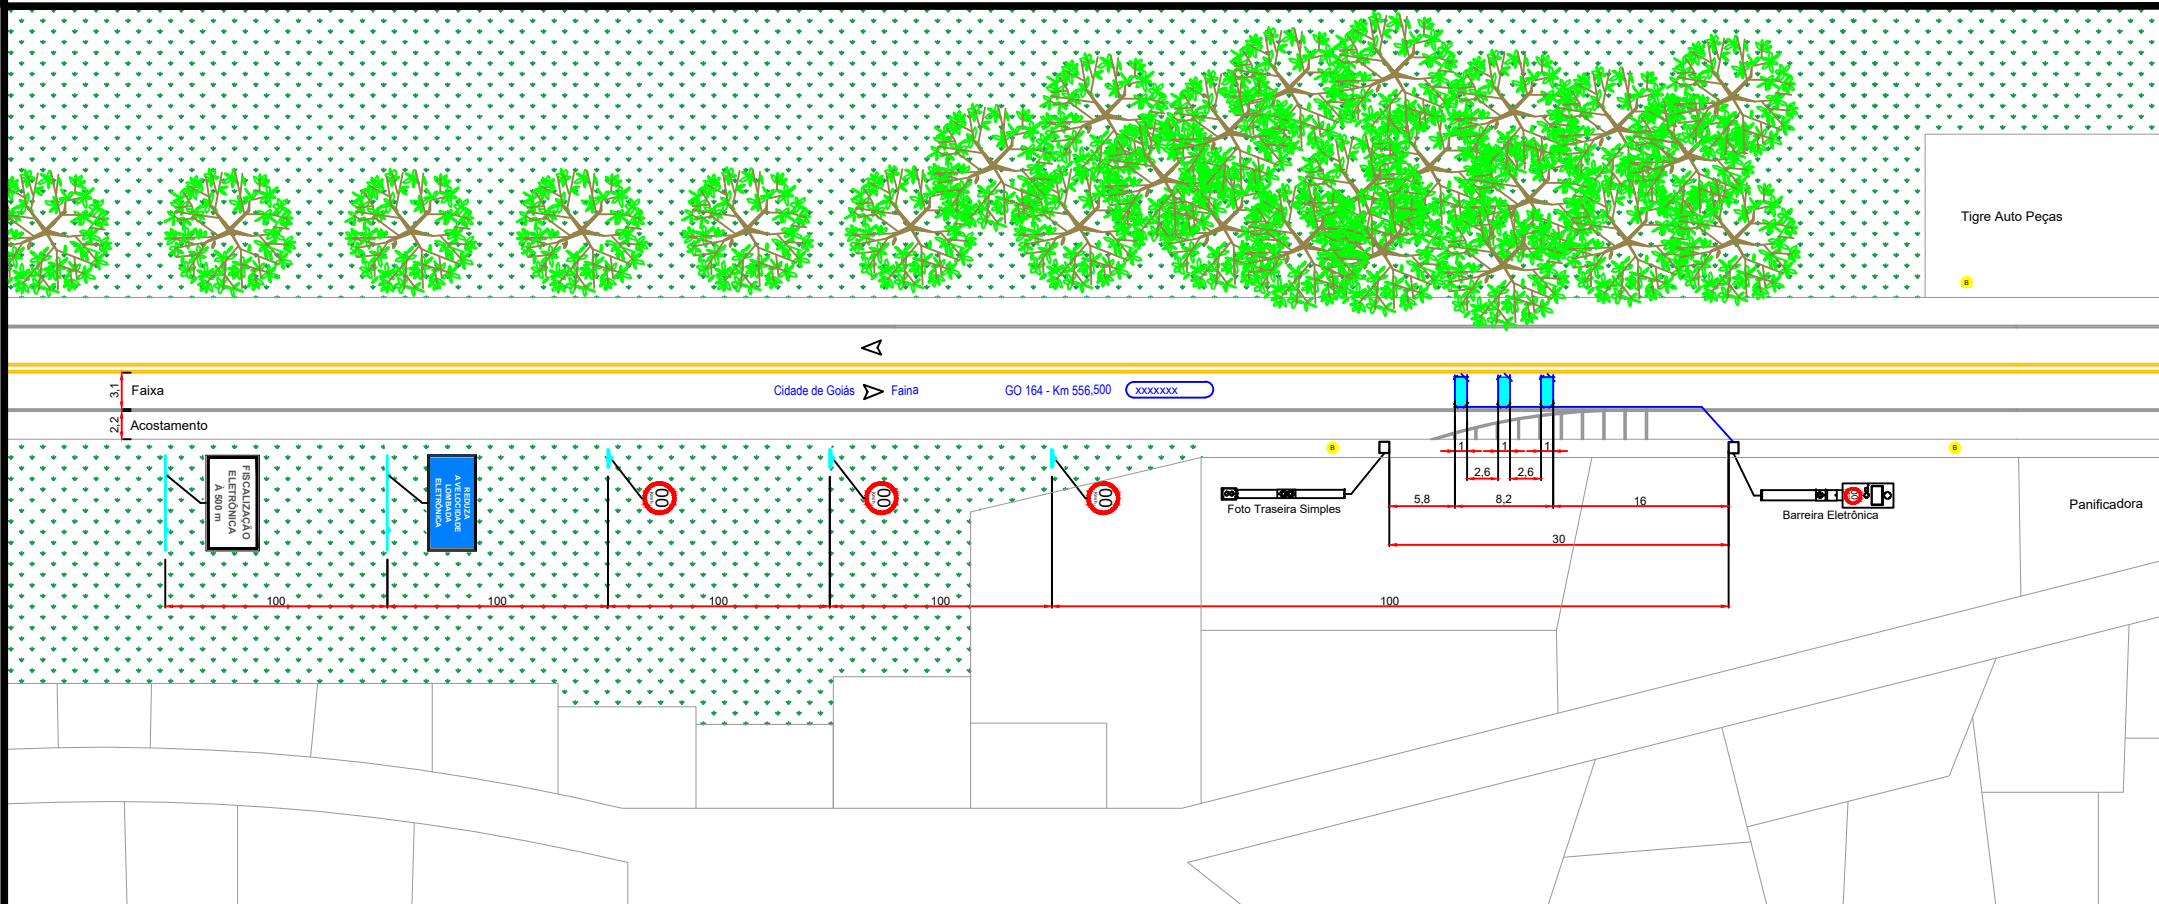 Tigre Auto Peças
B
3,1
Faixa
Cidade de Goiás
Faina
GO 164 - Km 556,500
xxxxxxx
2,2
Acostamento
B
B
1
1
1
2,6
2,6
FISCALIZAÇÃO
ELETRÔNICA
À 500 m
REDUZA
A VELOCIDADE
LOMBADA
ELETRÔNICA
00
00
00
5,8
8,2
16
Foto Traseira Simples
Barreira Eletrônica
Panificadora
30
100
100
100
100
100